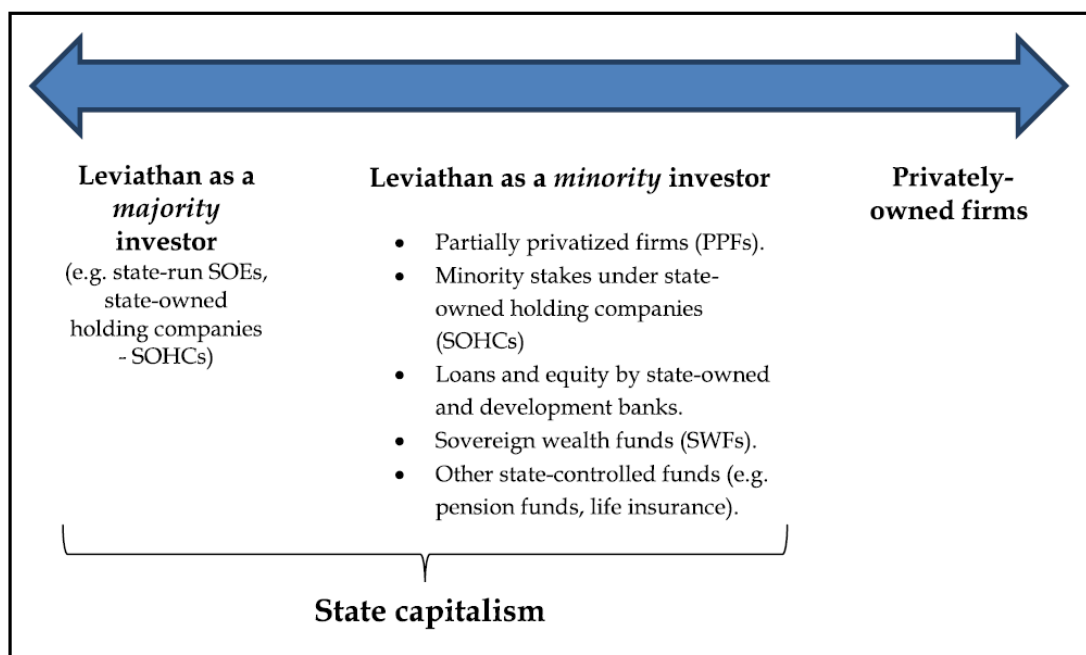 Leviathan as a
majority
investor
(e.g. state-run SOEs,
state-owned
holding companies
- SOHCs)
Leviathan as a minority investor
• Partially privatized firms (PPFs).
• Minority stakes under state-
owned holding companies
(SOHCs)
• Loans and equity by state-owned
and development banks.
• Sovereign wealth funds (SWFs).
• Other state-controlled funds (e.g.
pension funds, life insurance).
Privately-
owned firms
State capitalism